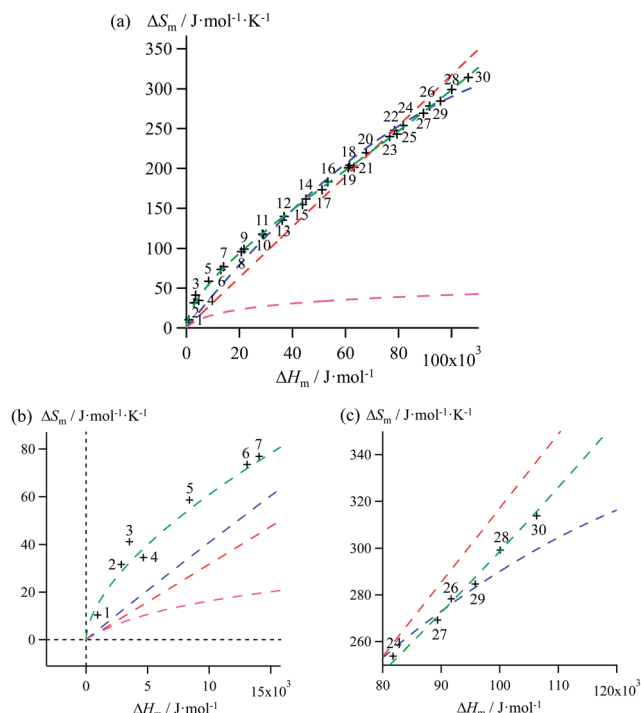 (a) ΔSm / J·mol-1·K-1
350
300
250
200
150
100
50
0
1 2 3 4 5 6 7 8 9 10 11 12 13 14 15 16 17 18 19 20 21 22 23 24 25 26 27 28 29 30
0 20 40 60 80 100x10³
ΔHm / J·mol-1
(b) ΔSm / J·mol-1·K-1
80
60
40
20
0
1 2 3 4 5 6 7
0 5 10 15x10³
ΔHm / J·mol-1
(c) ΔSm / J·mol-1·K-1
340
320
300
280
260
24 26 27 28 29 30
80 90 100 120x10³
ΔHm / J·mol-1